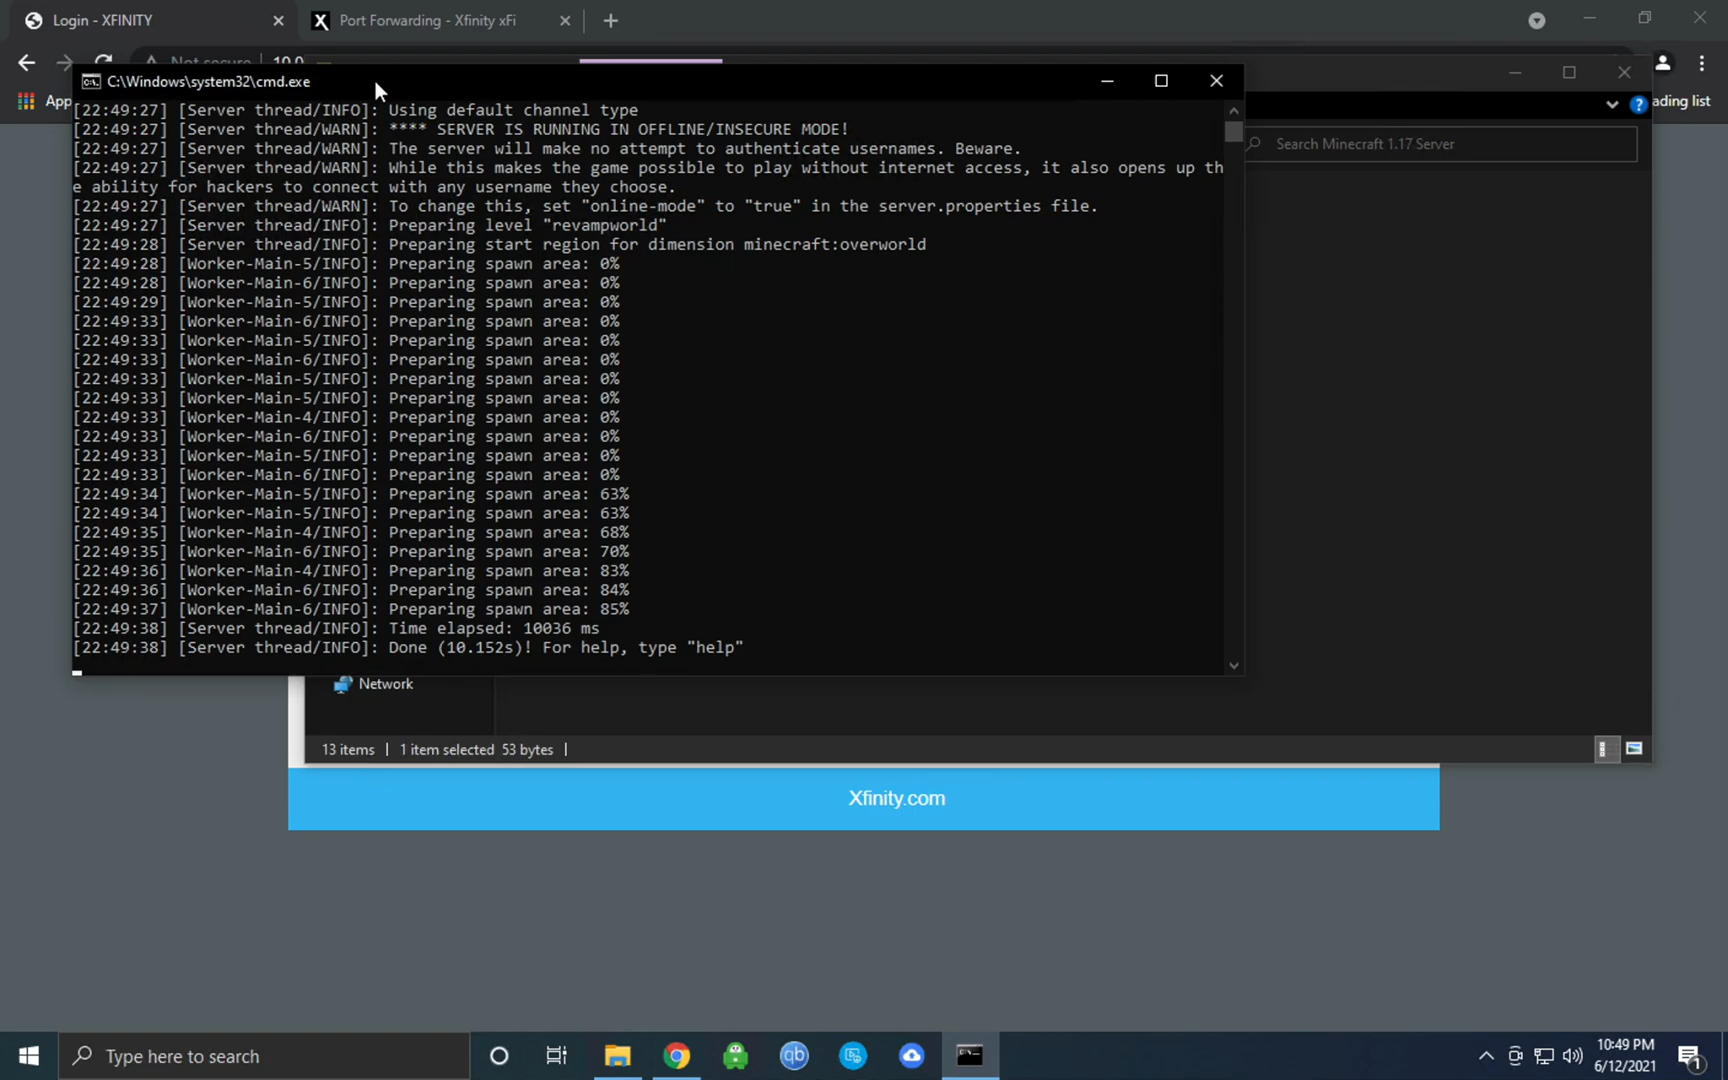 Login - XFINITY
Port Forwarding - Xfinity xFi
Not secure
10.0
App
ading list
C:\Windows\system32\cmd.exe
Search Minecraft 1.17 Server
[22:49:27] [Server thread/INFO]: Using default channel type
[22:49:27] [Server thread/WARN]: **** SERVER IS RUNNING IN OFFLINE/INSECURE MODE!
[22:49:27] [Server thread/WARN]: The server will make no attempt to authenticate usernames. Beware.
[22:49:27] [Server thread/WARN]: While this makes the game possible to play without internet access, it also opens up th
e ability for hackers to connect with any username they choose.
[22:49:27] [Server thread/WARN]: To change this, set "online-mode" to "true" in the server.properties file.
[22:49:27] [Server thread/INFO]: Preparing level "revampworld"
[22:49:28] [Server thread/INFO]: Preparing start region for dimension minecraft:overworld
[22:49:28] [Worker-Main-5/INFO]: Preparing spawn area: 0%
[22:49:28] [Worker-Main-6/INFO]: Preparing spawn area: 0%
[22:49:29] [Worker-Main-5/INFO]: Preparing spawn area: 0%
[22:49:33] [Worker-Main-6/INFO]: Preparing spawn area: 0%
[22:49:33] [Worker-Main-5/INFO]: Preparing spawn area: 0%
[22:49:33] [Worker-Main-6/INFO]: Preparing spawn area: 0%
[22:49:33] [Worker-Main-5/INFO]: Preparing spawn area: 0%
[22:49:33] [Worker-Main-5/INFO]: Preparing spawn area: 0%
[22:49:33] [Worker-Main-4/INFO]: Preparing spawn area: 0%
[22:49:33] [Worker-Main-6/INFO]: Preparing spawn area: 0%
[22:49:33] [Worker-Main-5/INFO]: Preparing spawn area: 0%
[22:49:33] [Worker-Main-6/INFO]: Preparing spawn area: 0%
[22:49:34] [Worker-Main-5/INFO]: Preparing spawn area: 63%
[22:49:34] [Worker-Main-5/INFO]: Preparing spawn area: 63%
[22:49:35] [Worker-Main-4/INFO]: Preparing spawn area: 68%
[22:49:35] [Worker-Main-6/INFO]: Preparing spawn area: 70%
[22:49:36] [Worker-Main-4/INFO]: Preparing spawn area: 83%
[22:49:36] [Worker-Main-6/INFO]: Preparing spawn area: 84%
[22:49:37] [Worker-Main-6/INFO]: Preparing spawn area: 85%
[22:49:38] [Server thread/INFO]: Time elapsed: 10036 ms
[22:49:38] [Server thread/INFO]: Done (10.152s)! For help, type "help"
Network
13 items | 1 item selected 53 bytes |
Xfinity.com
Type here to search
qb
10:49 PM
6/12/2021
1